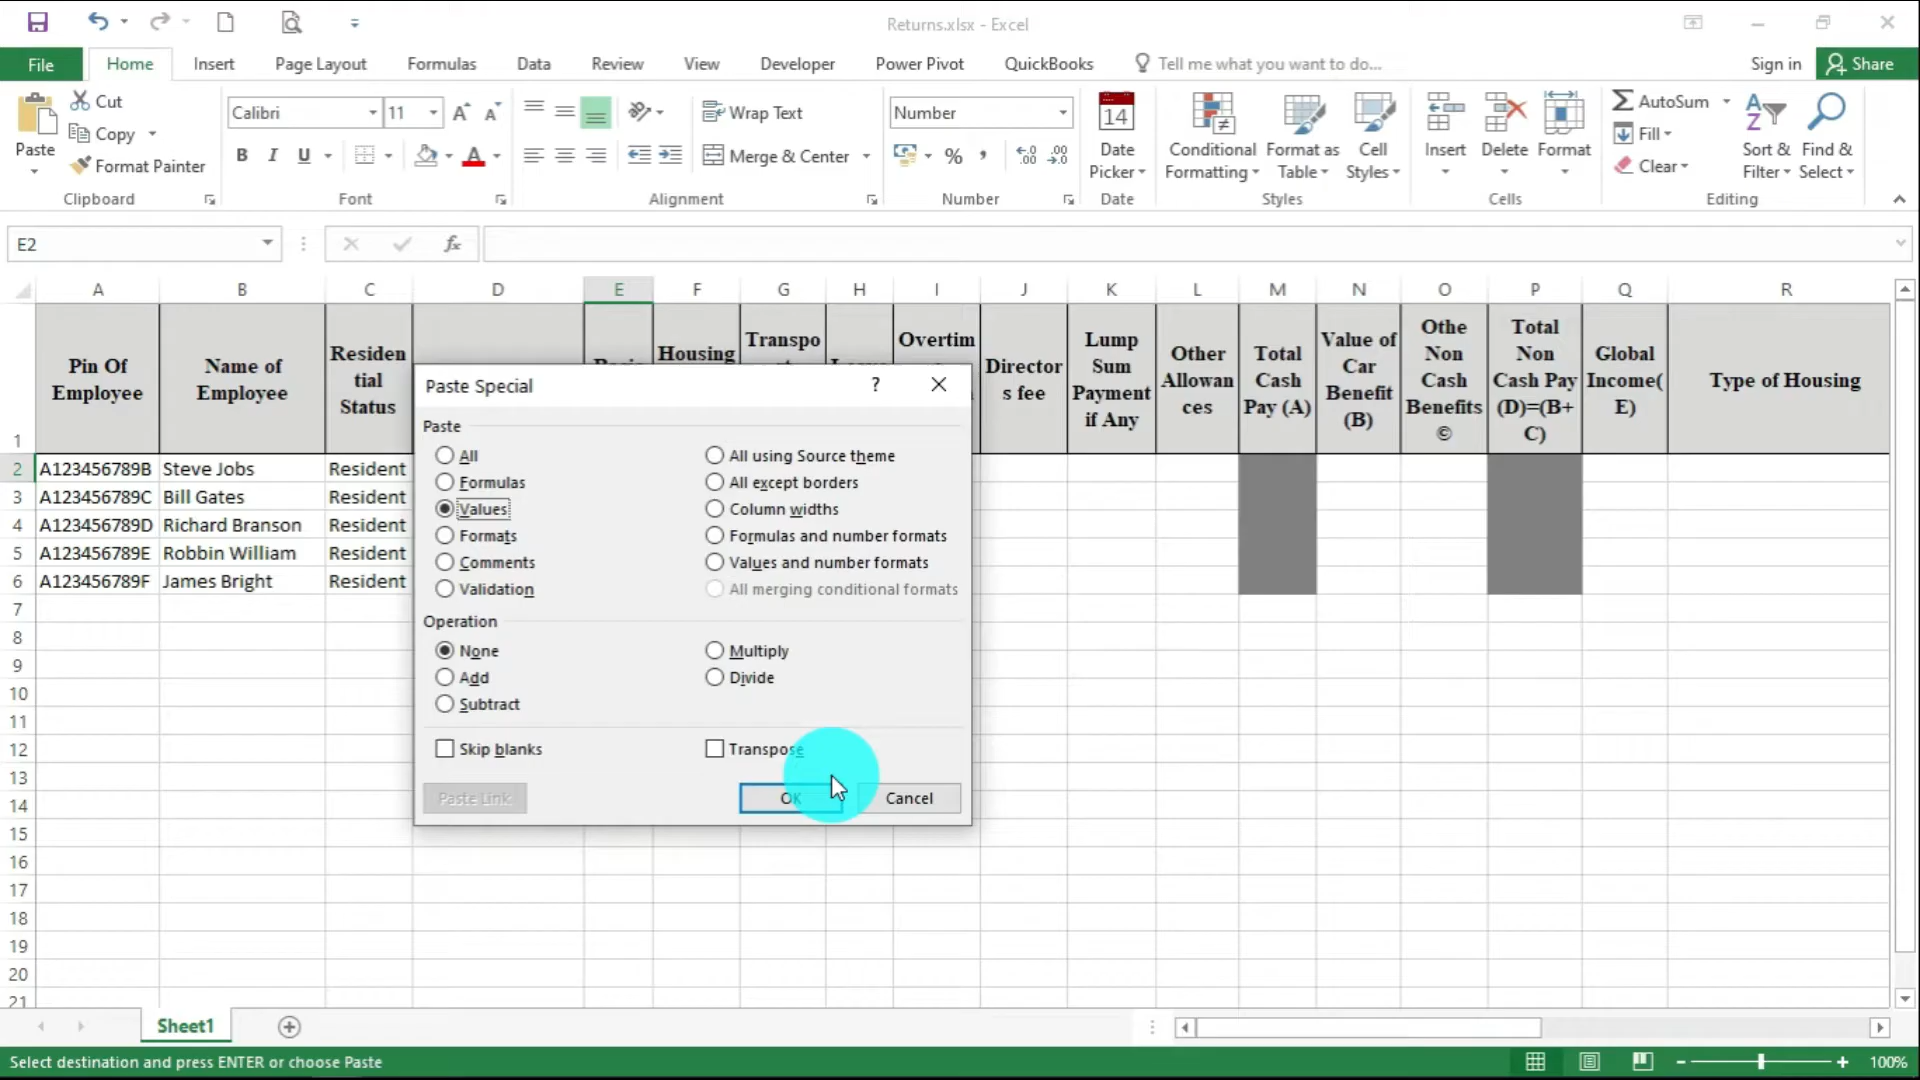 Returns.xlsx - Excel
File Home Insert Page Layout Formulas Data Review View Developer Power Pivot QuickBooks Tell me what you want to do... Sign in Share
Paste
Cut
Copy
Format Painter
Calibri 11
B I U
Wrap Text
Merge & Center
Number
14
Date Picker
Conditional Formatting
Format as Table
Cell Styles
Insert Delete Format
AutoSum
Fill
Clear
Sort & Filter
Find & Select
Clipboard Font Alignment Number Date Styles Cells Editing
E2 fx
A B C D E F G H I J K L M N O P Q R
1
Pin Of Employee
Name of Employee
Residen tial Status
Housing
Transpo
Overtim
Director s fee
Lump Sum Payment if Any
Other Allowan ces
Total Cash Pay (A)
Value of Car Benefit (B)
Othe Non Cash Benefits ©
Total Non Cash Pay (D)=(B+ C)
Global Income( E)
Type of Housing
2 A123456789B Steve Jobs Resident
3 A123456789C Bill Gates Resident
4 A123456789D Richard Branson Resident
5 A123456789E Robbin William Resident
6 A123456789F James Bright Resident
7
8
9
10
11
12
13
14
15
16
17
18
19
20
21
Paste Special ?
Paste
All
Formulas
Values
Formats
Comments
Validation
All using Source theme
All except borders
Column widths
Formulas and number formats
Values and number formats
All merging conditional formats
Operation
None
Add
Subtract
Multiply
Divide
Skip blanks Transpose
Paste Link OK Cancel
Sheet1
Select destination and press ENTER or choose Paste 100%